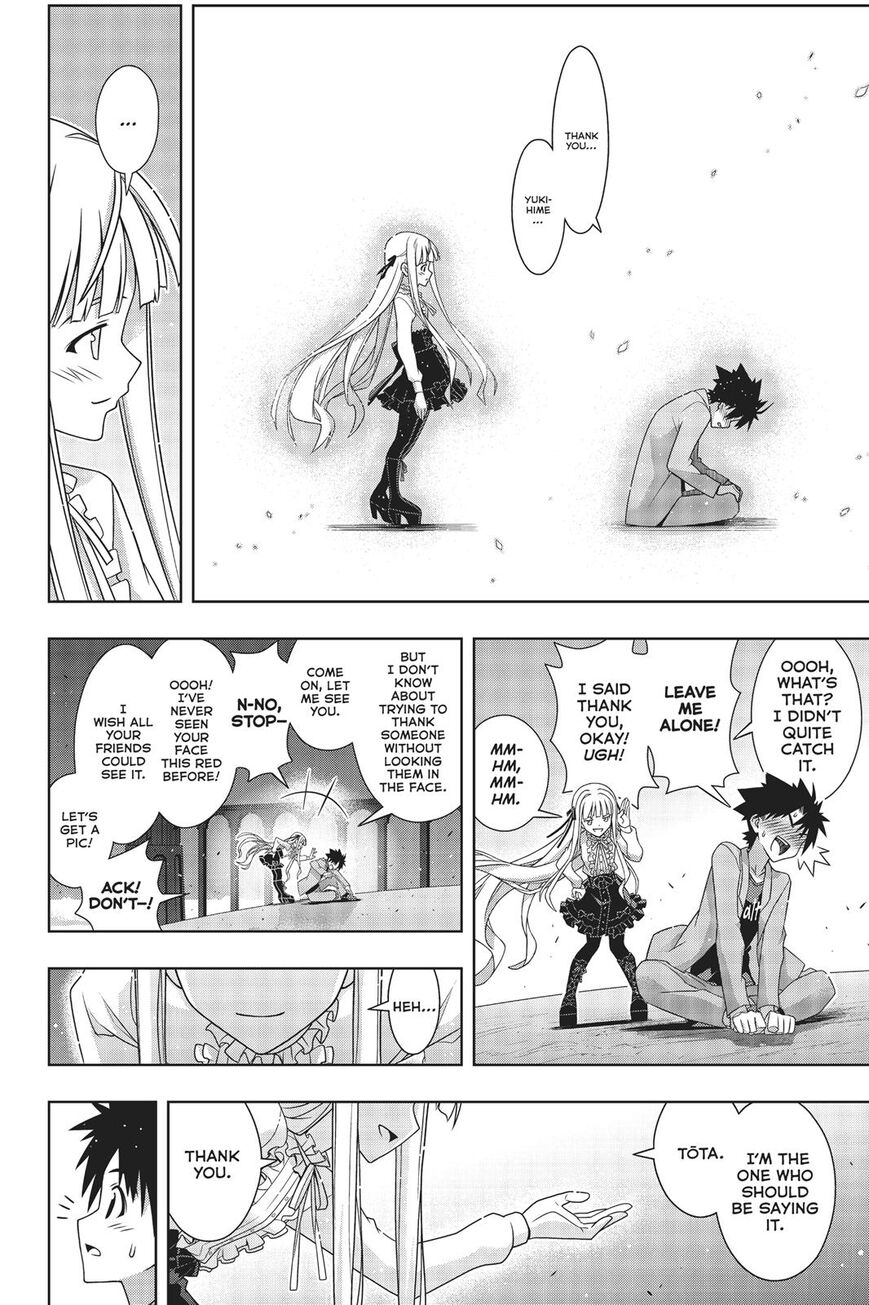 THANK
YOU...
YUKI-
HIME
...
...
OOOH,
WHAT'S
THAT?
I DIDN'T
QUITE
CATCH
IT.
LEAVE
ME
ALONE!
I SAID
THANK
YOU,
OKAY!
UGH!
MM-
HM,
MM-
HM.
BUT
I DON'T
KNOW
ABOUT
TRYING TO
THANK
SOMEONE
WITHOUT
LOOKING
THEM IN
THE FACE.
COME
ON, LET
ME SEE
YOU.
N-NO,
STOP–
OOOH!
I'VE
NEVER
SEEN
YOUR
FACE
THIS RED
BEFORE!
I
WISH ALL
YOUR
FRIENDS
COULD
SEE IT.
LET'S
GET A
PIC!
ACK!
DON'T–!
HEH...
I'M THE
ONE WHO
SHOULD
BE SAYING
IT.
TŌTA.
THANK
YOU.